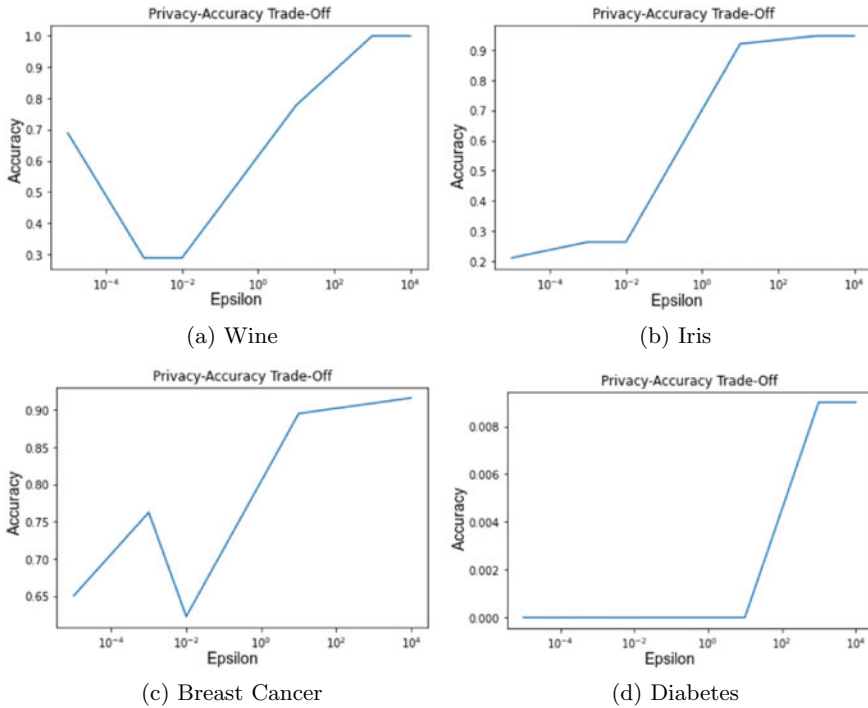 Privacy-Accuracy Trade-Off
1.0
0.9
0.8
0.7
0.6
0.5
0.4
0.3
Accuracy
10⁻⁴ 10⁻² 10⁰ 10² 10⁴
Epsilon
(a) Wine
Privacy-Accuracy Trade-Off
0.9
0.8
0.7
0.6
0.5
0.4
0.3
0.2
Accuracy
10⁻⁴ 10⁻² 10⁰ 10² 10⁴
Epsilon
(b) Iris
Privacy-Accuracy Trade-Off
0.90
0.85
0.80
0.75
0.70
0.65
Accuracy
10⁻⁴ 10⁻² 10⁰ 10² 10⁴
Epsilon
(c) Breast Cancer
Privacy-Accuracy Trade-Off
0.008
0.006
0.004
0.002
0.000
Accuracy
10⁻⁴ 10⁻² 10⁰ 10² 10⁴
Epsilon
(d) Diabetes